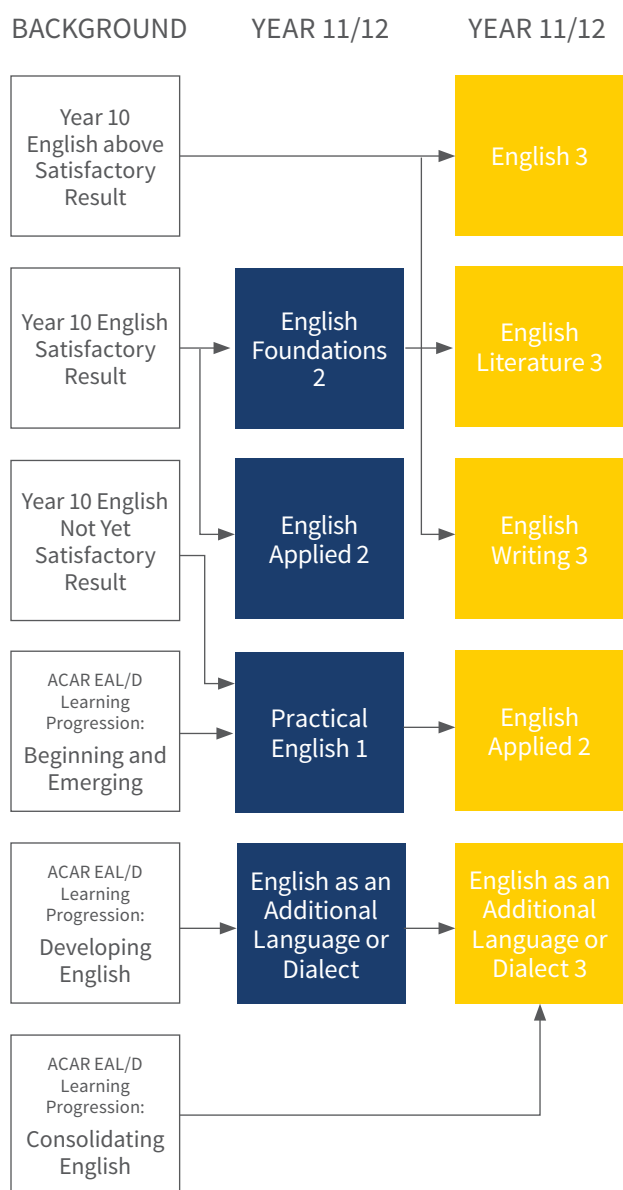 BACKGROUND YEAR 11/12 YEAR 11/12
Year 10
English above
Satisfactory
Result
English 3
Year 10 English
Satisfactory
Result
English
Foundations
2
English
Literature 3
Year 10 English
Not Yet
Satisfactory
Result
English
Applied 2
English
Writing 3
ACAR EAL/D
Learning
Progression:
Beginning and
Emerging
Practical
English 1
English
Applied 2
ACAR EAL/D
Learning
Progression:
Developing
English
English as an
Additional
Language or
Dialect
English as an
Additional
Language or
Dialect 3
ACAR EAL/D
Learning
Progression:
Consolidating
English